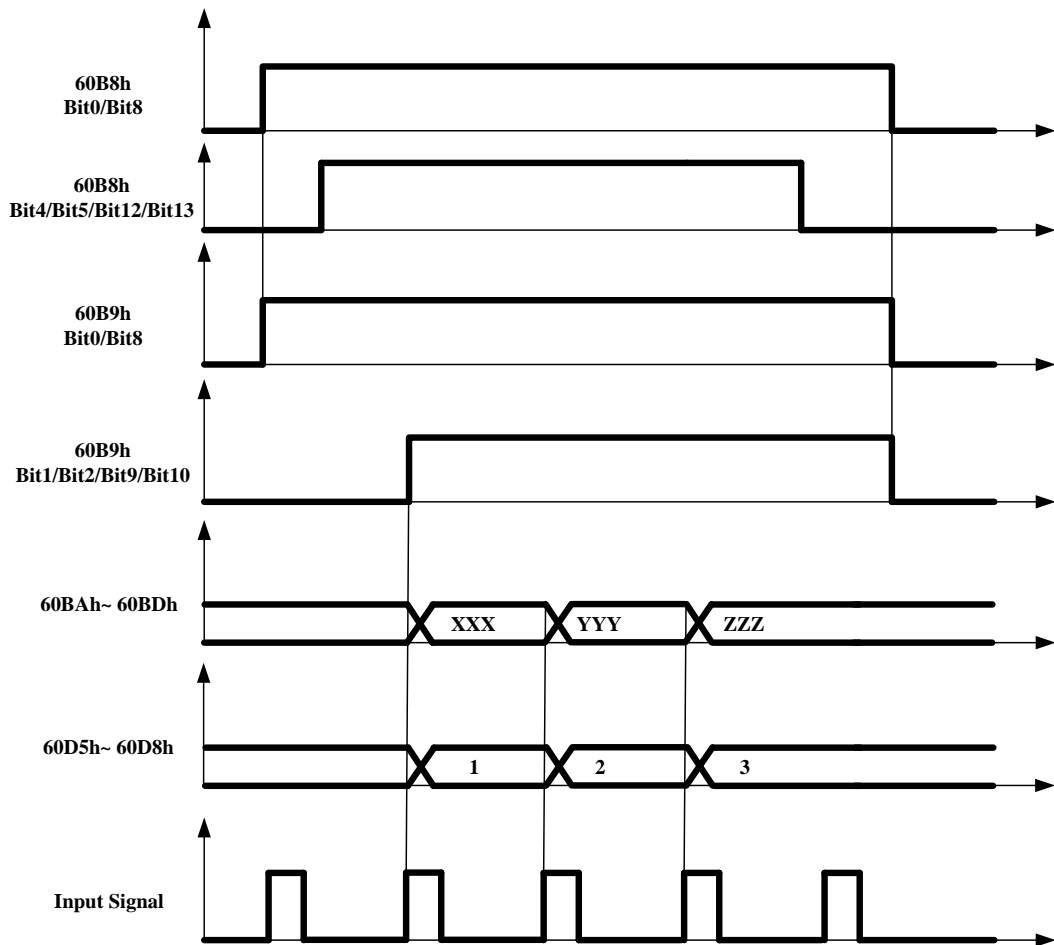 60B8h
Bit0/Bit8
60B8h
Bit4/Bit5/Bit12/Bit13
60B9h
Bit0/Bit8
60B9h
Bit1/Bit2/Bit9/Bit10
60BAh~ 60BDh
XXX
YYY
ZZZ
60D5h~ 60D8h
1
2
3
Input Signal